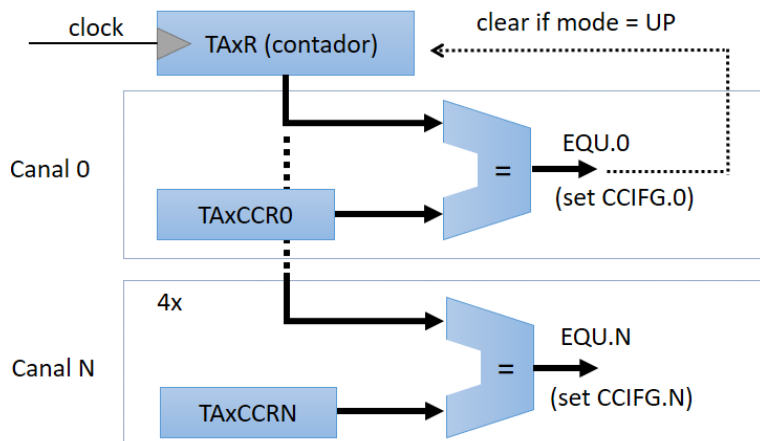 clock
TAxR (contador)
clear if mode = UP
Canal 0
EQU.0
=
(set CCIFG.0)
TAxCCR0
4x
Canal N
EQU.N
=
(set CCIFG.N)
TAxCCRN